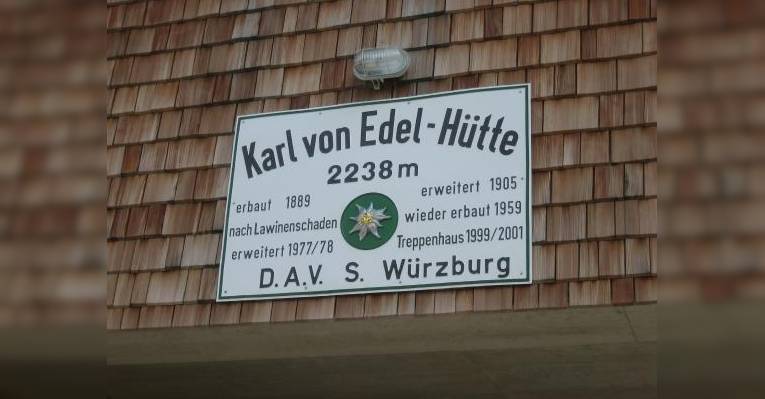 Karl von Edel-Hütte
2238 m
erbaut 1889 erweitert 1905
nach Lawinenschaden wieder erbaut 1959
erweitert 1977/78 Treppenhaus 1999/2001
D.A.V. S. Würzburg